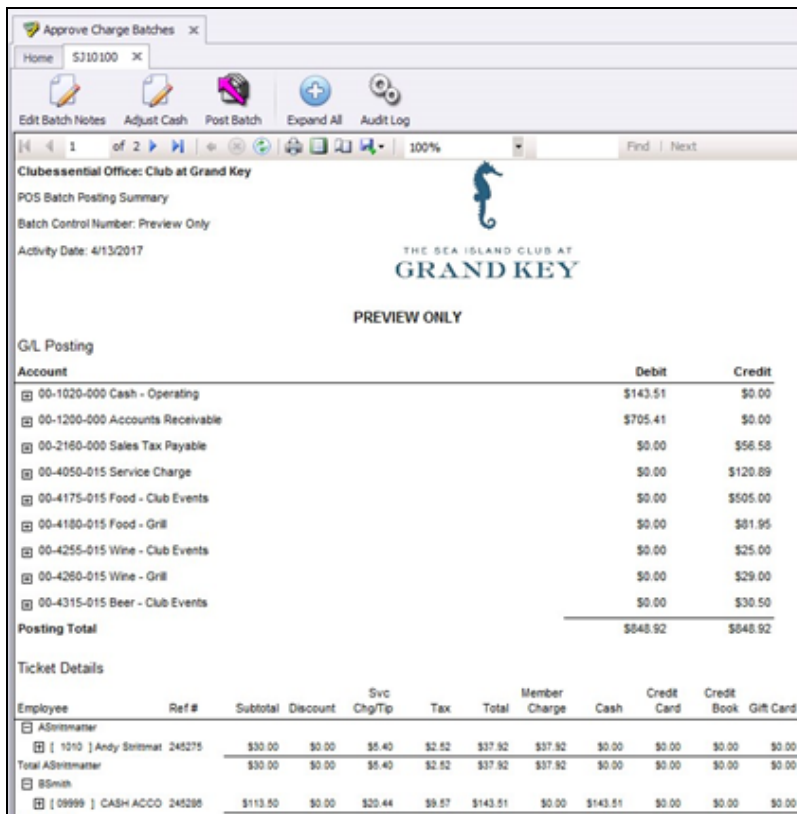 Approve Charge Batches
Home SJ10100
Edit Batch Notes Adjust Cash Post Batch Expand All Audit Log
1 of 2 100% Find | Next
Clubessential Office: Club at Grand Key
POS Batch Posting Summary
Batch Control Number: Preview Only
Activity Date: 4/13/2017
THE SEA ISLAND CLUB AT
GRAND KEY
PREVIEW ONLY
G/L Posting
Account Debit Credit
00-1020-000 Cash - Operating $143.51 $0.00
00-1200-000 Accounts Receivable $705.41 $0.00
00-2160-000 Sales Tax Payable $0.00 $56.58
00-4050-015 Service Charge $0.00 $120.89
00-4175-015 Food - Club Events $0.00 $505.00
00-4180-015 Food - Grill $0.00 $81.95
00-4255-015 Wine - Club Events $0.00 $25.00
00-4260-015 Wine - Grill $0.00 $29.00
00-4315-015 Beer - Club Events $0.00 $30.50
Posting Total $848.92 $848.92
Ticket Details
Employee Ref # Subtotal Discount Svc Chg/Tip Tax Total Member Charge Cash Credit Card Credit Book Gift Card
AStrittmatter
[ 1010 ] Andy Strittmat 245275 $30.00 $0.00 $5.40 $2.52 $37.92 $37.92 $0.00 $0.00 $0.00 $0.00
Total AStrittmatter $30.00 $0.00 $5.40 $2.52 $37.92 $37.92 $0.00 $0.00 $0.00 $0.00
BSmith
[ 09999 ] CASH ACCO 245286 $113.50 $0.00 $20.44 $9.57 $143.51 $0.00 $143.51 $0.00 $0.00 $0.00